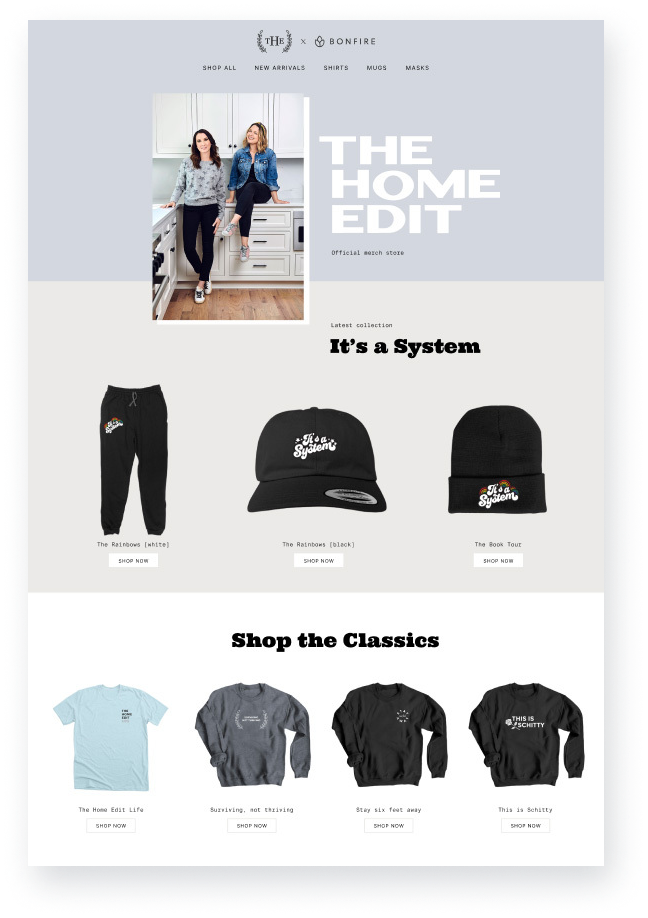 THE x BONFIRE
SHOP ALL NEW ARRIVALS SHIRTS MUGS MASKS
THE
HOME
EDIT
Official merch store
Latest collection
It's a System
It's a
System
It's a
System
It's a
System
The Rainbows [white] The Rainbows [black] The Book Tour
SHOP NOW SHOP NOW SHOP NOW
Shop the Classics
THE
HOME
EDIT
THIS IS
SCHITTY
The Home Edit Life Surviving, not thriving Stay six feet away This is Schitty
SHOP NOW SHOP NOW SHOP NOW SHOP NOW